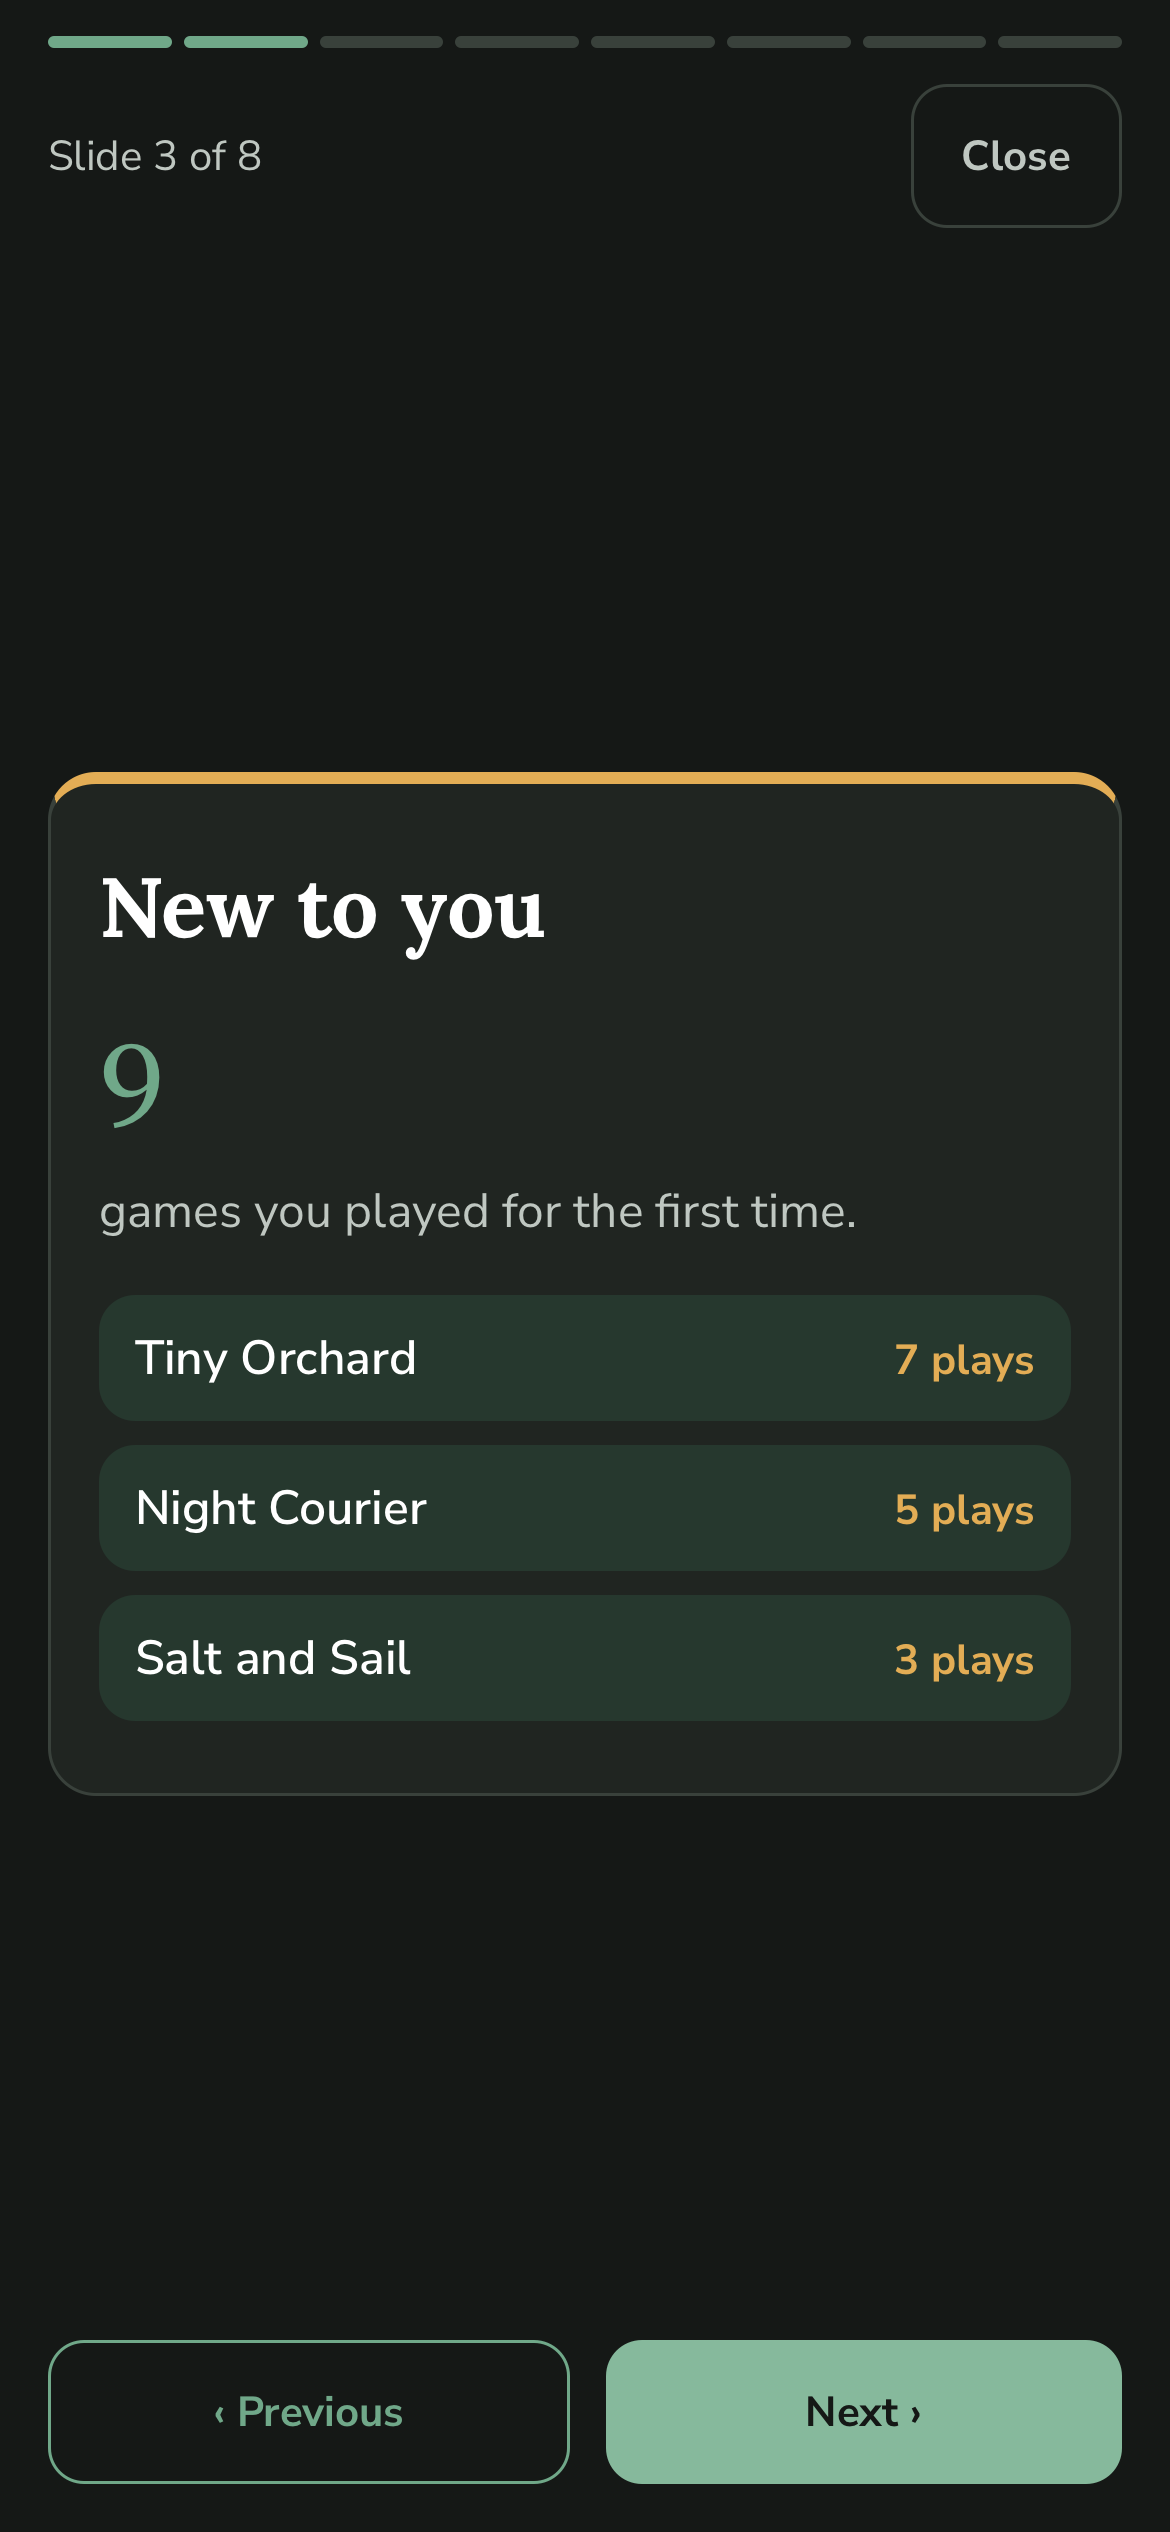 Slide 3 of 8
Close
New to you
9
games you played for the first time.
Tiny Orchard
7 plays
Night Courier
5 plays
Salt and Sail
3 plays
‹ Previous
Next ›